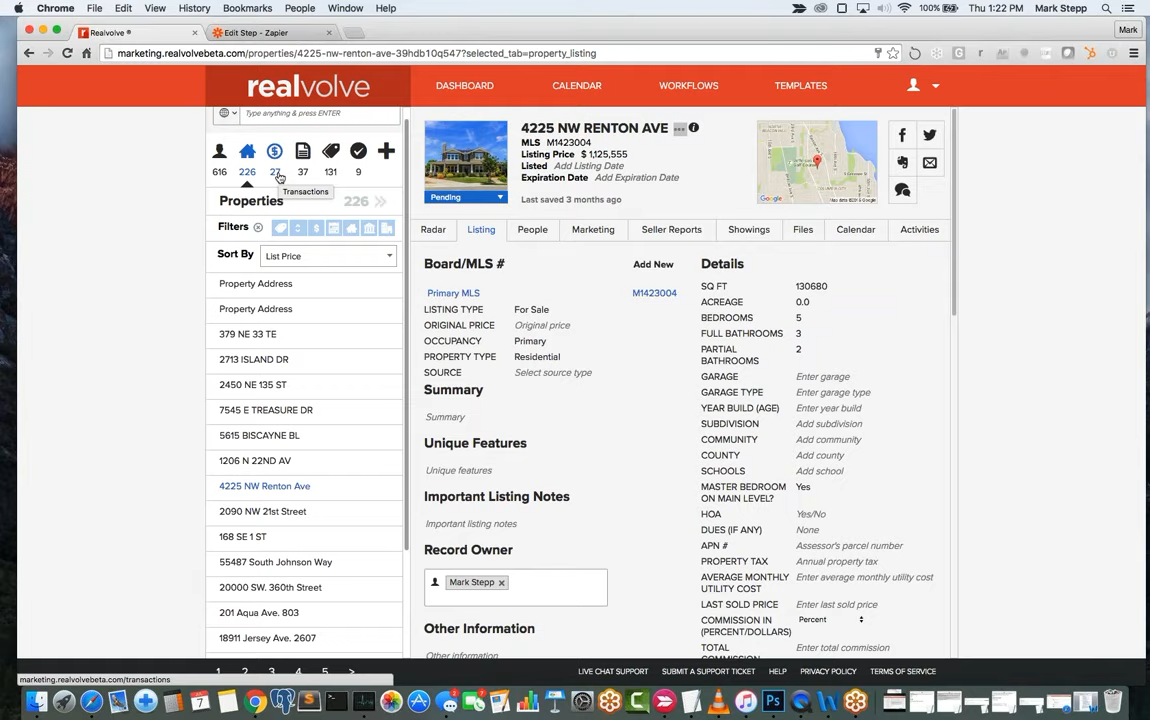 Chrome File Edit View History Bookmarks People Window Help 100% Thu 1:22 PM Mark Stepp
Realvolve ® × Edit Step - Zapier × Mark
marketing.realvolvebeta.com/properties/4225-nw-renton-ave-39hdb10q547?selected_tab=property_listing
realvolve DASHBOARD CALENDAR WORKFLOWS TEMPLATES
Type anything & press ENTER
616 226 27 37 131 9
Transactions
Properties 226
Filters
Sort By List Price
Property Address
Property Address
379 NE 33 TE
2713 ISLAND DR
2450 NE 135 ST
7545 E TREASURE DR
5615 BISCAYNE BL
1206 N 22ND AV
4225 NW Renton Ave
2090 NW 21st Street
168 SE 1 ST
55487 South Johnson Way
20000 SW. 360th Street
201 Aqua Ave. 803
18911 Jersey Ave. 2607
1 2 3 4 5 >
Pending
4225 NW RENTON AVE
MLS M1423004
Listing Price $ 1,125,555
Listed Add Listing Date
Expiration Date Add Expiration Date
Last saved 3 months ago
Google
Radar Listing People Marketing Seller Reports Showings Files Calendar Activities
Board/MLS # Add New
Primary MLS M1423004
LISTING TYPE For Sale
ORIGINAL PRICE Original price
OCCUPANCY Primary
PROPERTY TYPE Residential
SOURCE Select source type
Summary
Summary
Unique Features
Unique features
Important Listing Notes
Important listing notes
Record Owner
Mark Stepp ×
Other Information
Other information
Details
SQ FT 130680
ACREAGE 0.0
BEDROOMS 5
FULL BATHROOMS 3
PARTIAL BATHROOMS 2
GARAGE Enter garage
GARAGE TYPE Enter garage type
YEAR BUILD (AGE) Enter year build
SUBDIVISION Add subdivision
COMMUNITY Add community
COUNTY Add county
SCHOOLS Add school
MASTER BEDROOM ON MAIN LEVEL? Yes
HOA Yes/No
DUES (IF ANY) None
APN # Assessor's parcel number
PROPERTY TAX Annual property tax
AVERAGE MONTHLY UTILITY COST Enter average monthly utility cost
LAST SOLD PRICE Enter last sold price
COMMISSION IN (PERCENT/DOLLARS) Percent
TOTAL Enter total commission
LIVE CHAT SUPPORT SUBMIT A SUPPORT TICKET HELP PRIVACY POLICY TERMS OF SERVICE
marketing.realvolvebeta.com/transactions